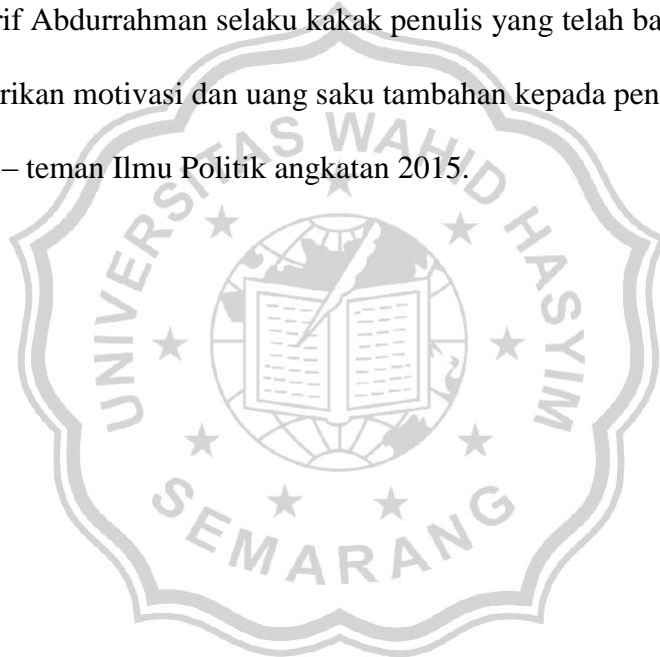 rif Abdurrahman selaku kakak penulis yang telah ba
rikan motivasi dan uang saku tambahan kepada pen
– teman Ilmu Politik angkatan 2015.
UNIVERSITAS WAHID HASYIM
SEMARANG